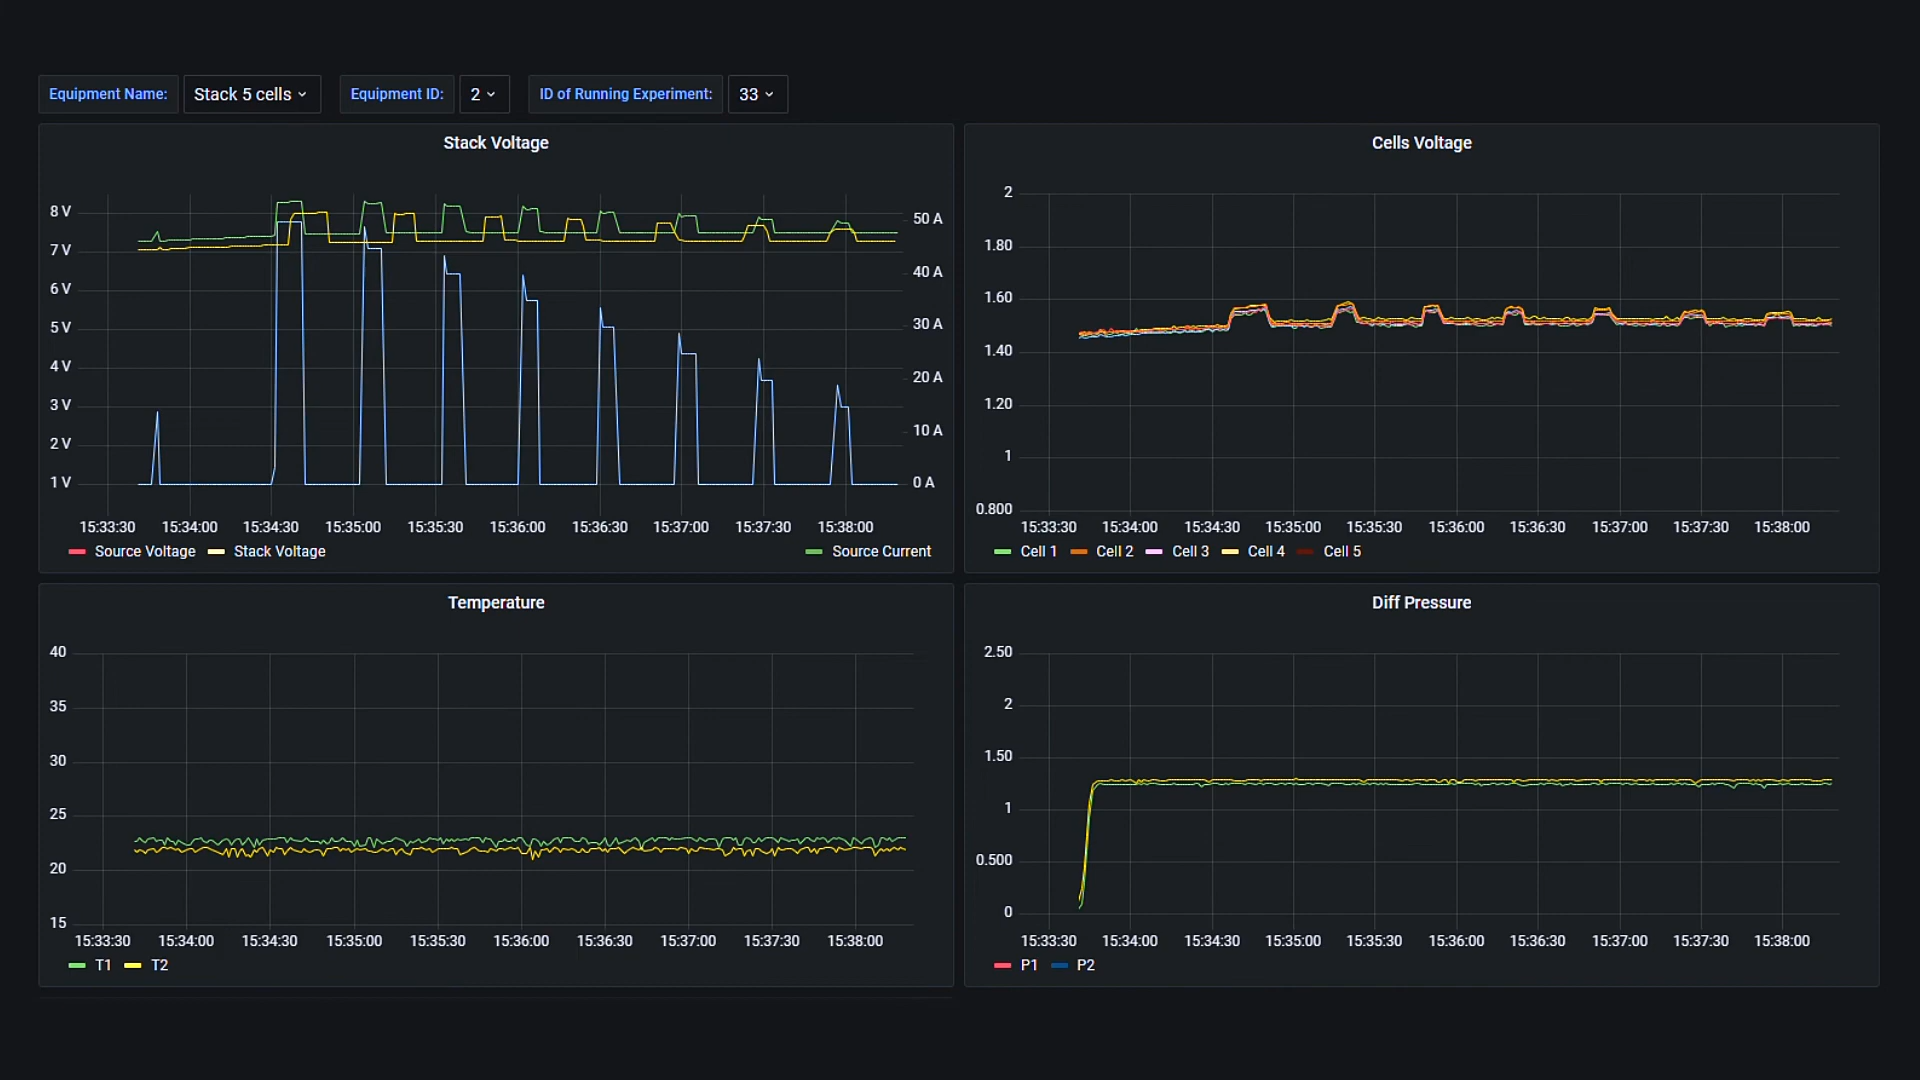 Equipment Name: Stack 5 cells Equipment ID: 2 ID of Running Experiment: 33
Stack Voltage
8 V
7 V
6 V
5 V
4 V
3 V
2 V
1 V
50 A
40 A
30 A
20 A
10 A
0 A
15:33:30 15:34:00 15:34:30 15:35:00 15:35:30 15:36:00 15:36:30 15:37:00 15:37:30 15:38:00
Source Voltage Stack Voltage Source Current
Cells Voltage
2
1.80
1.60
1.40
1.20
1
0.800
15:33:30 15:34:00 15:34:30 15:35:00 15:35:30 15:36:00 15:36:30 15:37:00 15:37:30 15:38:00
Cell 1 Cell 2 Cell 3 Cell 4 Cell 5
Temperature
40
35
30
25
20
15
15:33:30 15:34:00 15:34:30 15:35:00 15:35:30 15:36:00 15:36:30 15:37:00 15:37:30 15:38:00
T1 T2
Diff Pressure
2.50
2
1.50
1
0.500
0
15:33:30 15:34:00 15:34:30 15:35:00 15:35:30 15:36:00 15:36:30 15:37:00 15:37:30 15:38:00
P1 P2